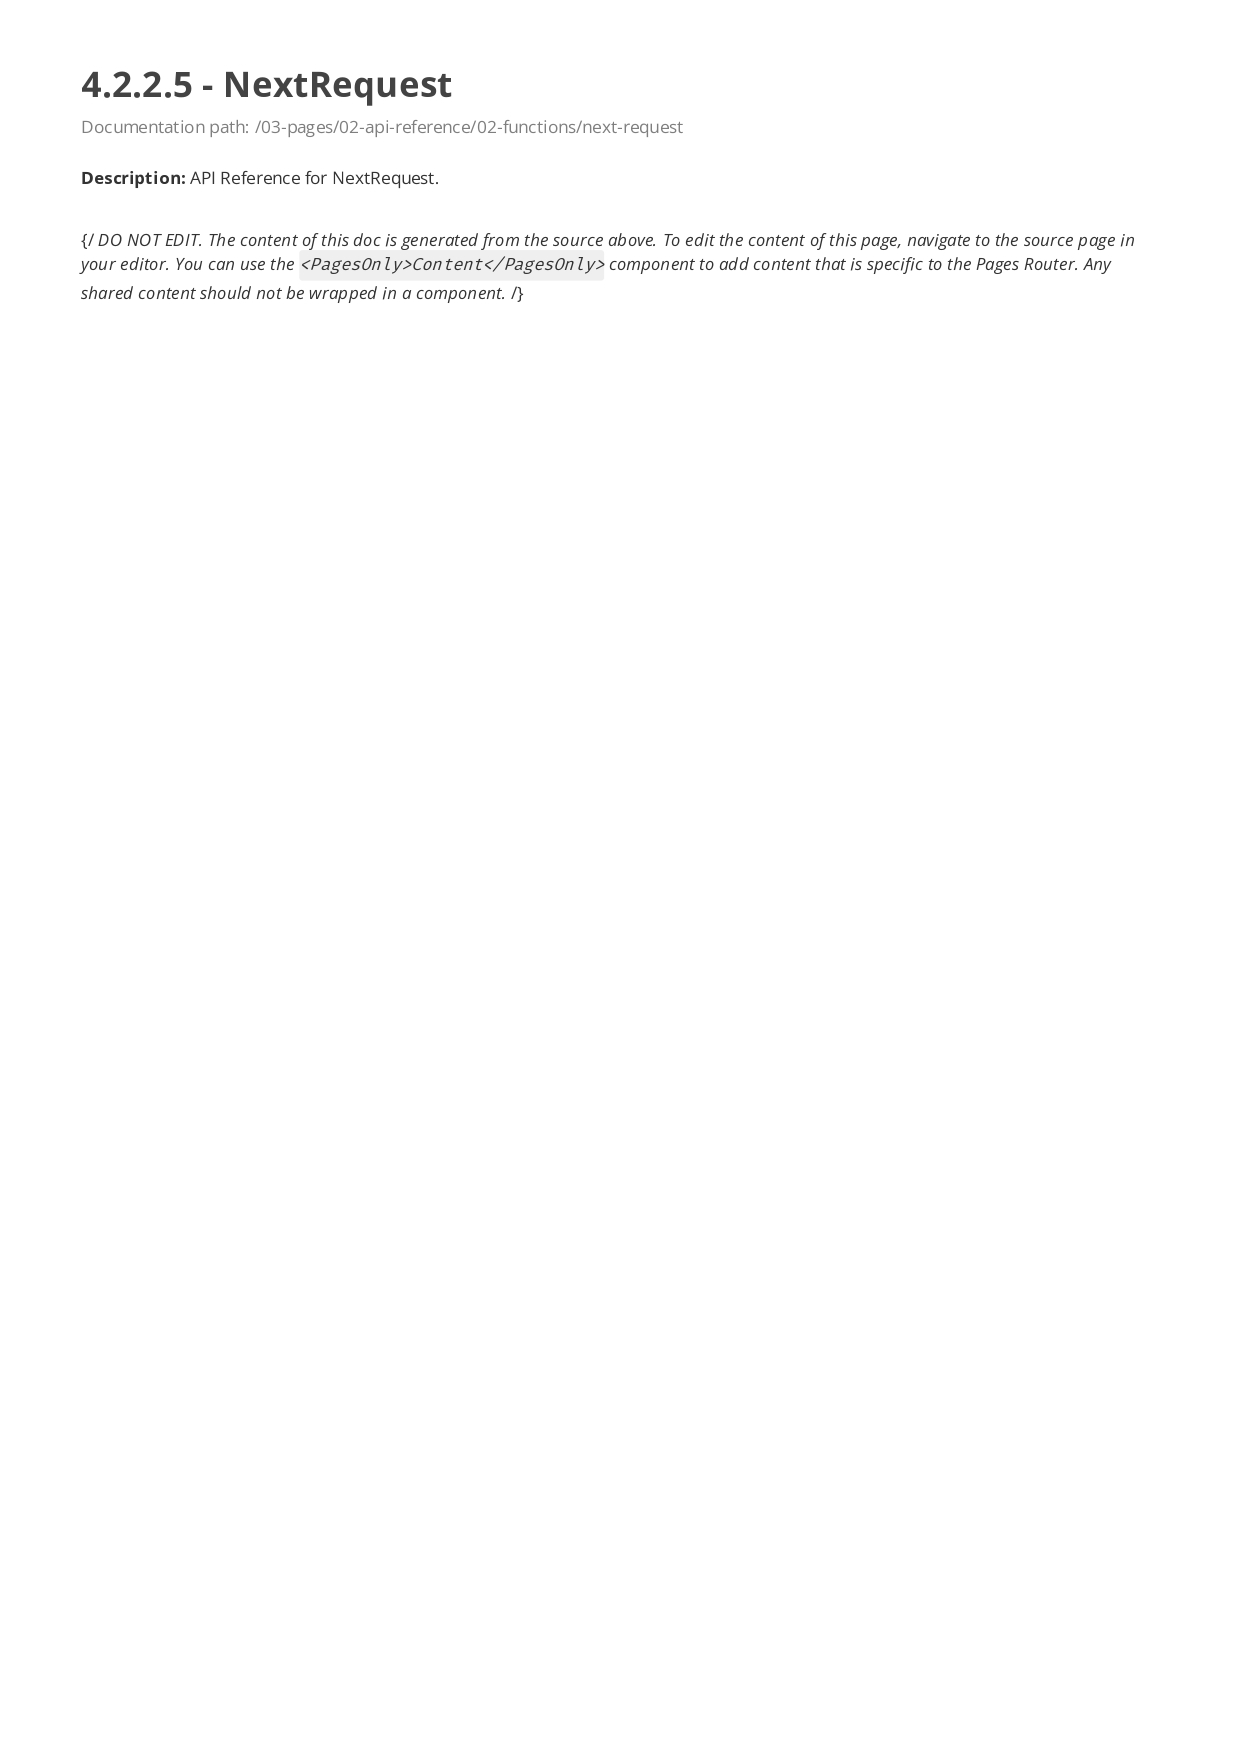 4.2.2.5 - NextRequest
Documentation path: /03-pages/02-api-reference/02-functions/next-request
Description: API Reference for NextRequest.
{/ DO NOT EDIT. The content of this doc is generated from the source above. To edit the content of this page, navigate to the source page in
your editor. You can use the <PagesOnly>Content</PagesOnly> component to add content that is specific to the Pages Router. Any
shared content should not be wrapped in a component. /}